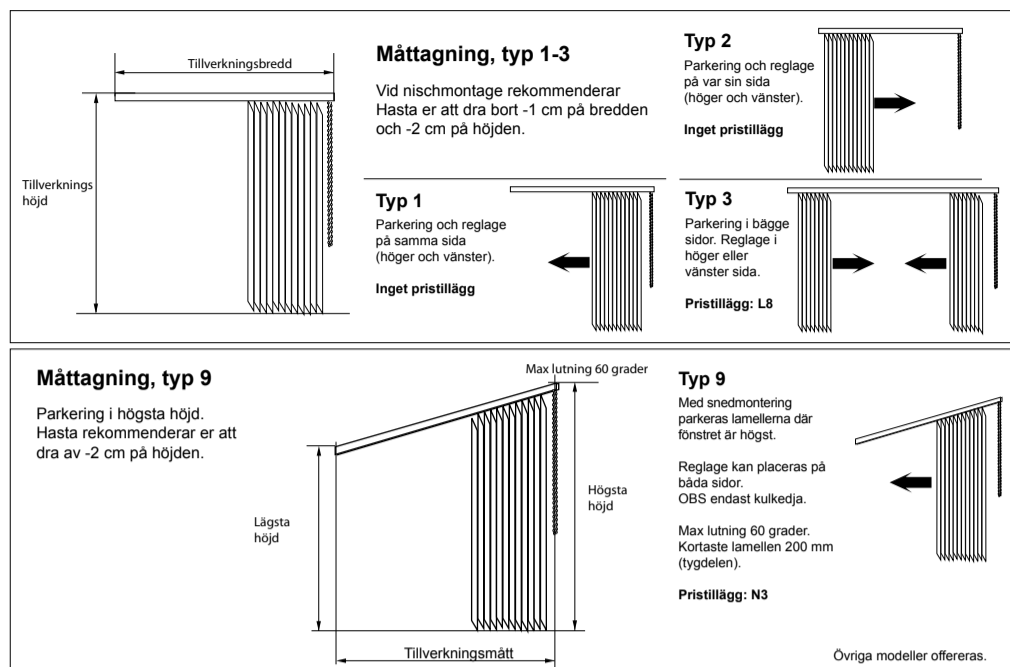 Tillverkningsbredd
Tillverknings
höjd
Måttagning, typ 1-3
Vid nischmontage rekommenderar
Hasta er att dra bort -1 cm på bredden
och -2 cm på höjden.
Typ 1
Parkering och reglage
på samma sida
(höger och vänster).
Inget pristillägg
Typ 2
Parkering och reglage
på var sin sida
(höger och vänster).
Inget pristillägg
Typ 3
Parkering i bägge
sidor. Reglage i
höger eller
vänster sida.
Pristillägg: L8
Måttagning, typ 9
Parkering i högsta höjd.
Hasta rekommenderar er att
dra av -2 cm på höjden.
Max lutning 60 grader
Lägsta
höjd
Högsta
höjd
Tillverkningsmått
Typ 9
Med snedmontering
parkeras lamellerna där
fönstret är högst.
Reglage kan placeras på
båda sidor.
OBS endast kulkedja.
Max lutning 60 grader.
Kortaste lamellen 200 mm
(tygdelen).
Pristillägg: N3
Övriga modeller offereras.